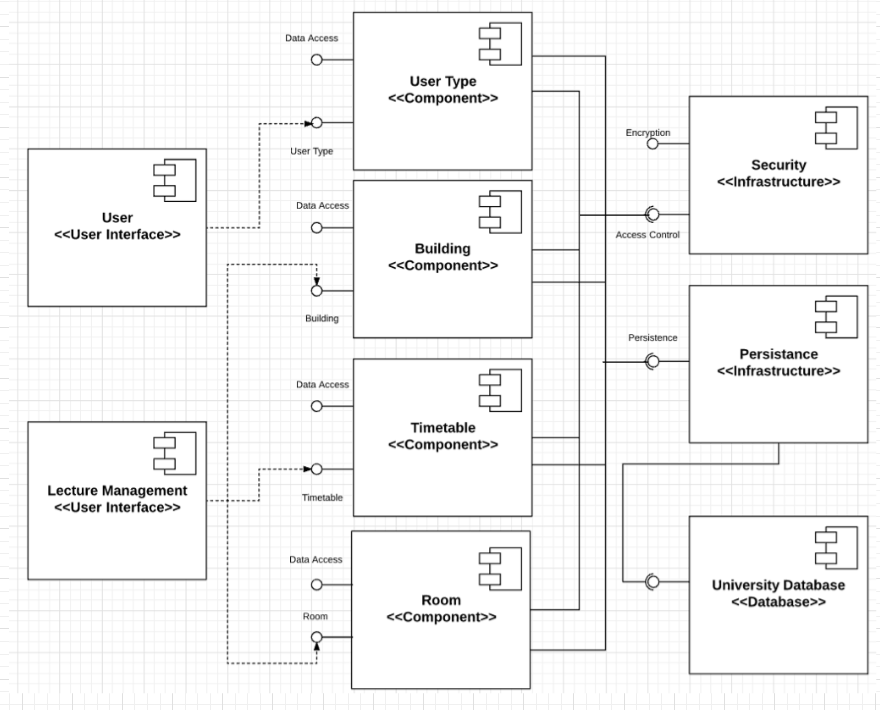 Data Access
User Type
<<Component>>
User Type
User
<<User Interface>>
Data Access
Building
<<Component>>
Building
Encryption
Security
<<Infrastructure>>
Access Control
Persistence
Persistance
<<Infrastructure>>
Data Access
Timetable
<<Component>>
Timetable
Lecture Management
<<User Interface>>
Data Access
Room
Room
<<Component>>
University Database
<<Database>>